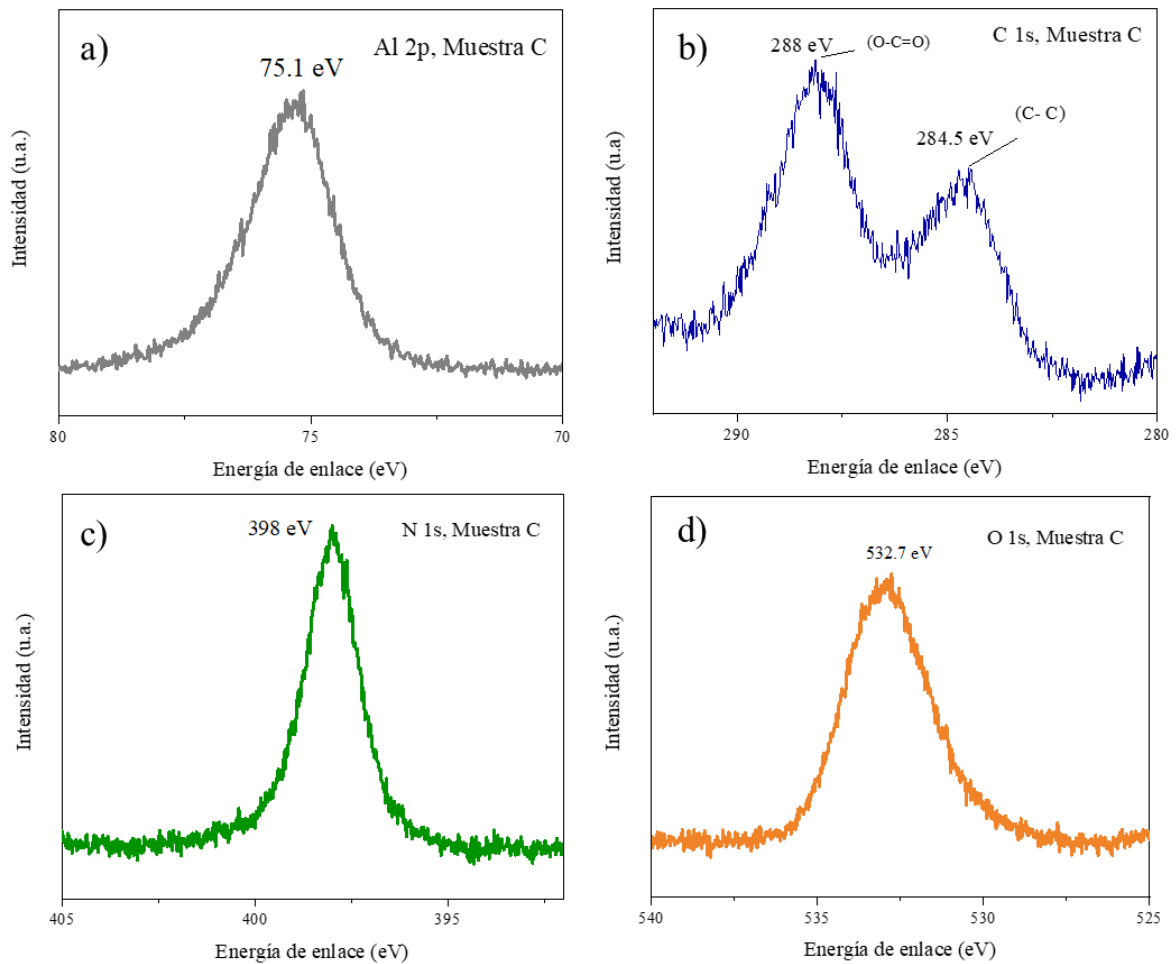 a)
Al 2p, Muestra C
75.1 eV
Intensidad (u.a.)
80
75
70
Energía de enlace (eV)
b)
288 eV
(O-C=O)
C 1s, Muestra C
(C- C)
284.5 eV
Intensidad (u.a)
290
285
280
Energía de enlace (eV)
c)
398 eV
N 1s, Muestra C
Intensidad (u.a.)
405
400
395
Energía de enlace (eV)
d)
O 1s, Muestra C
532.7 eV
Intensidad (u.a.)
540
535
530
525
Energía de enlace (eV)